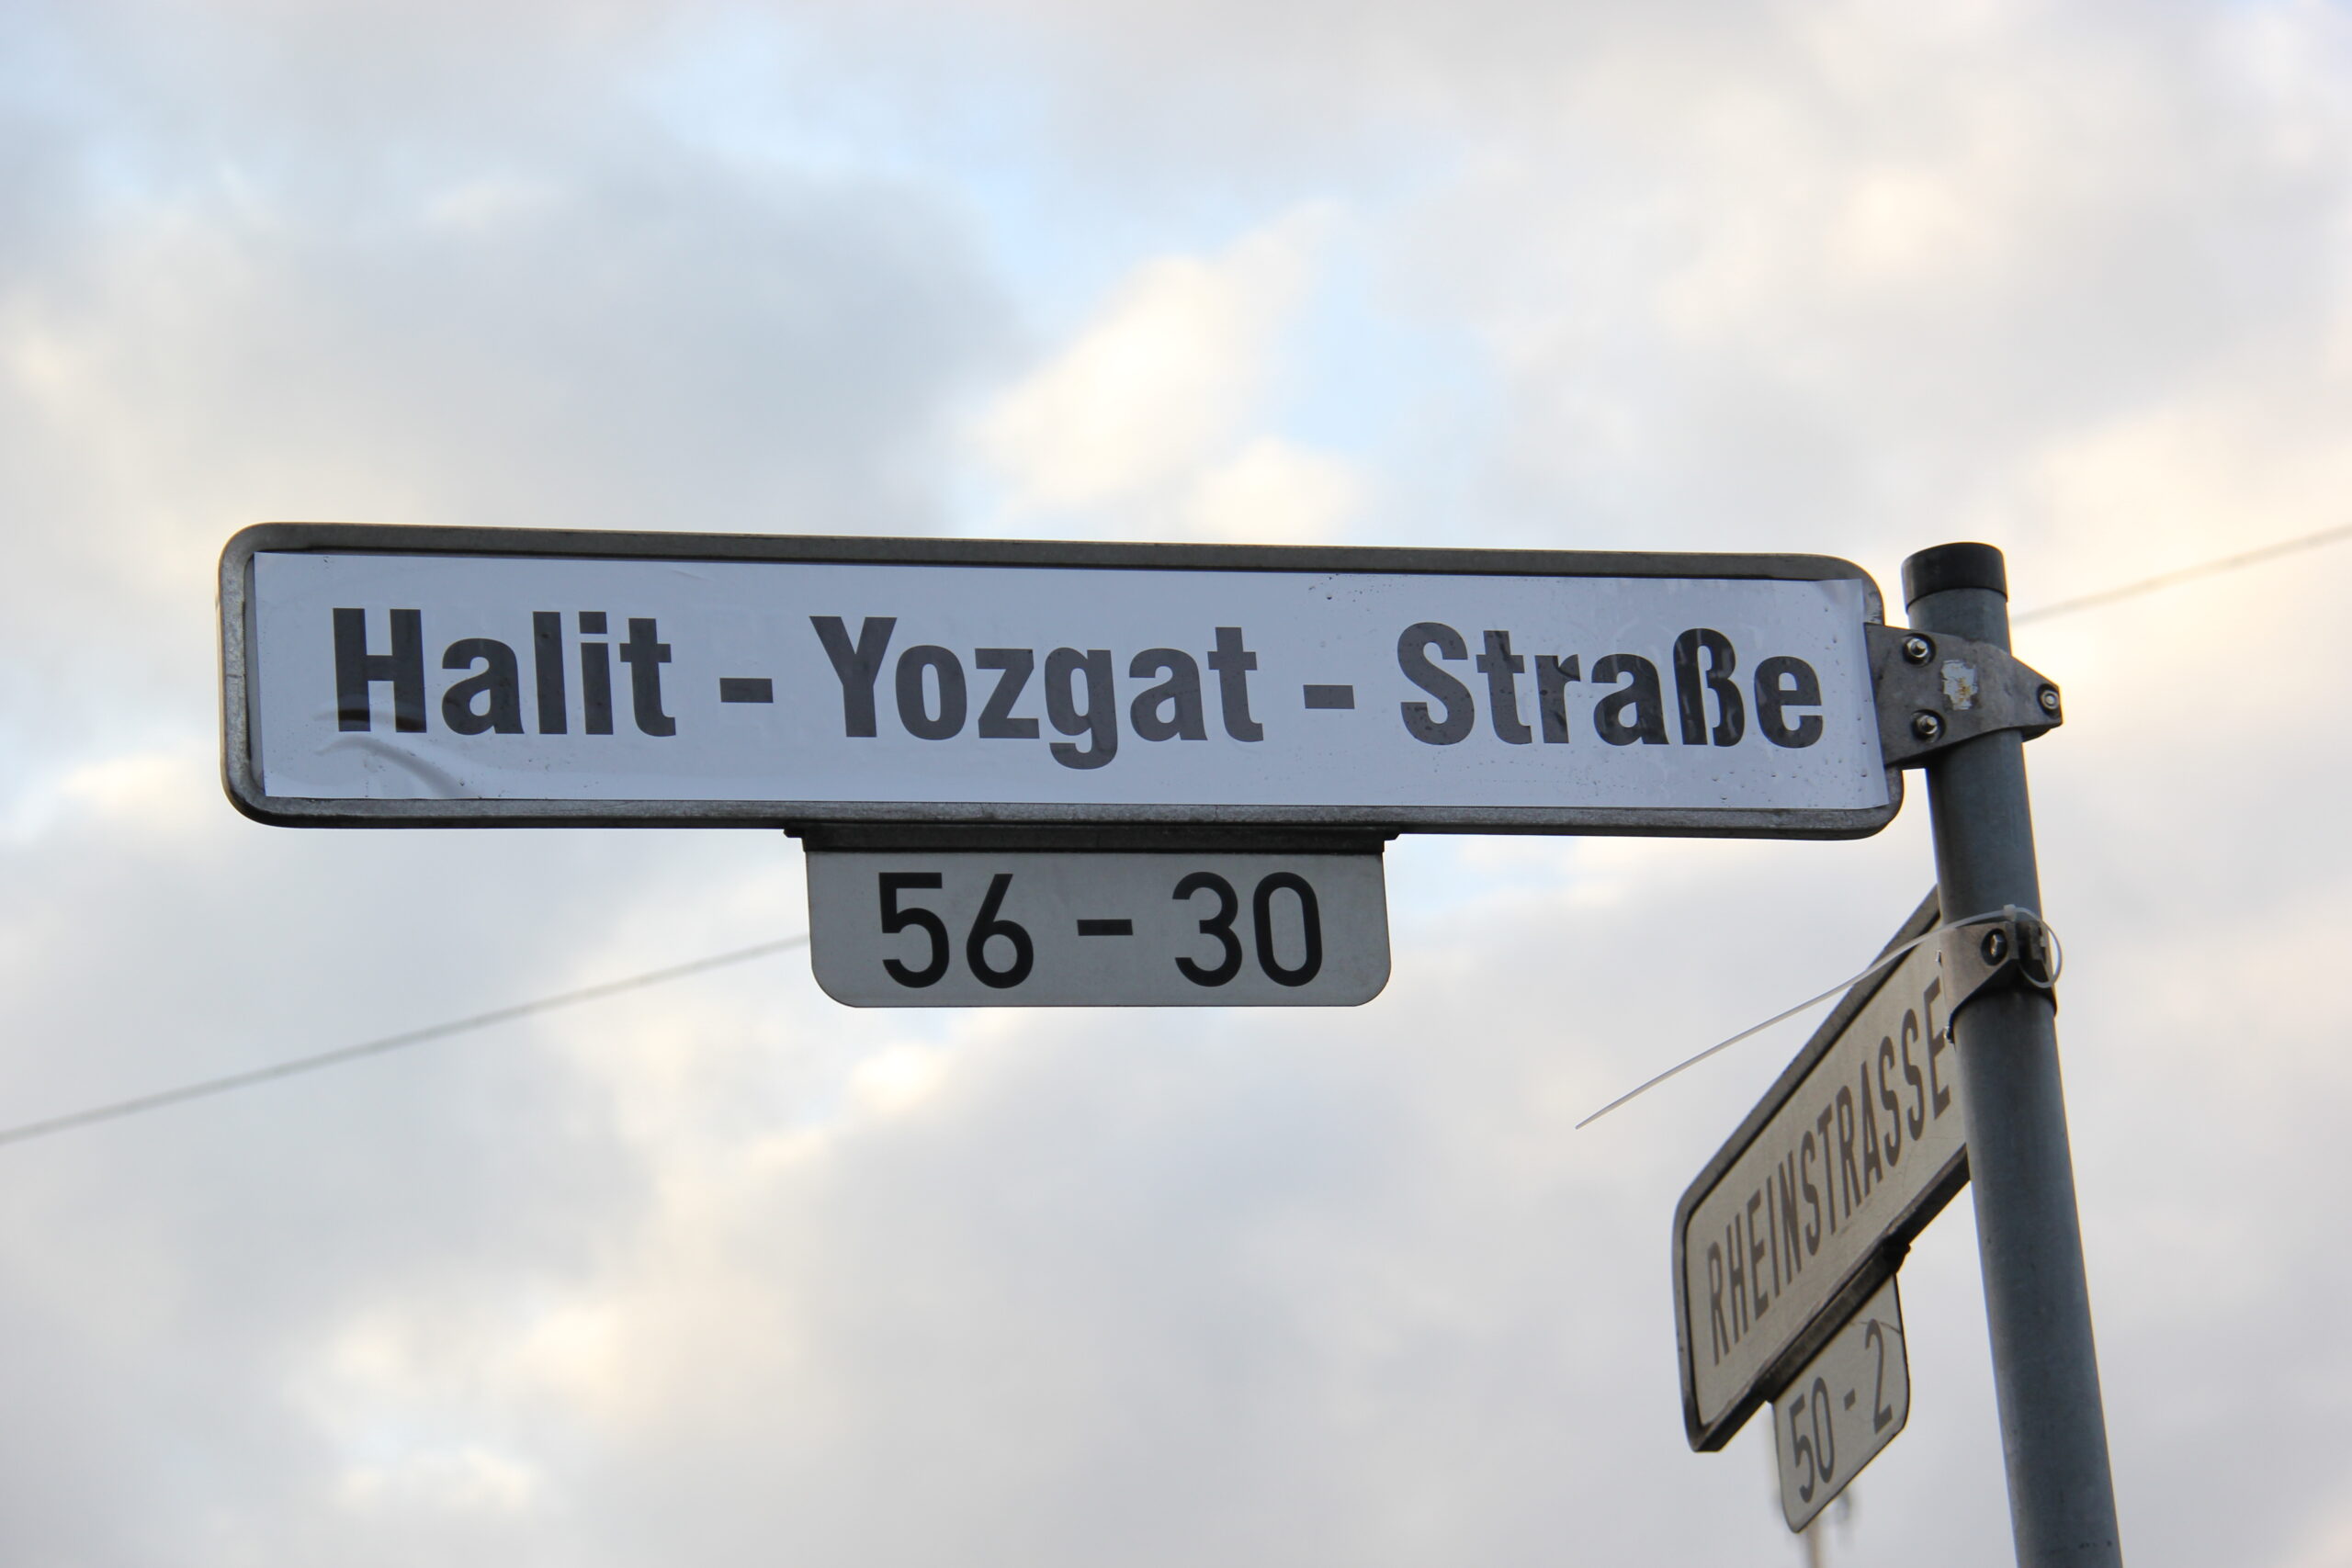 Halit - Yozgat - Straße
56 - 30
RHEINSTRASSE
50 - 2